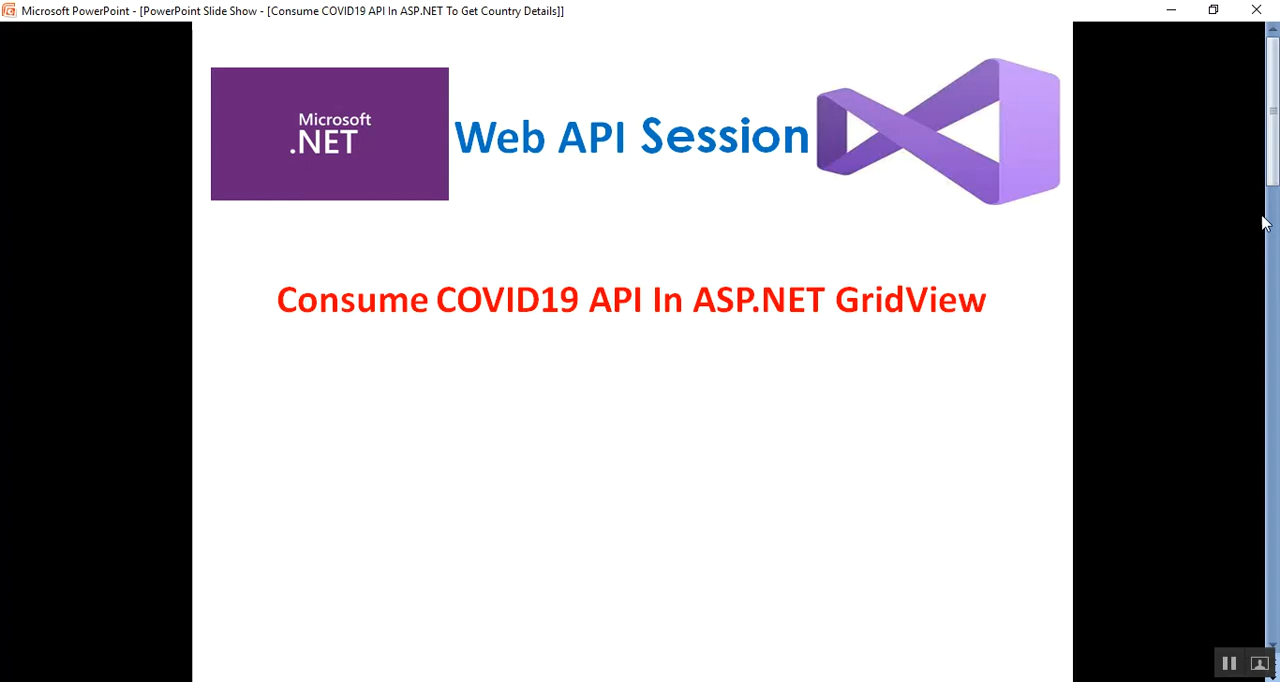 Microsoft PowerPoint - [PowerPoint Slide Show - [Consume COVID19 API In ASP.NET To Get Country Details]]
Microsoft
.NET
Web API Session
Consume COVID19 API In ASP.NET GridView